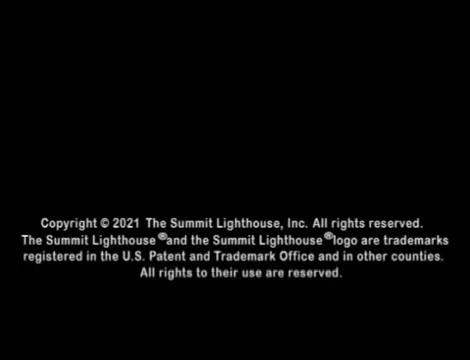 Copyright © 2021 The Summit Lighthouse, Inc. All rights reserved.
The Summit Lighthouse® and the Summit Lighthouse® logo are trademarks
registered in the U.S. Patent and Trademark Office and in other counties.
All rights to their use are reserved.